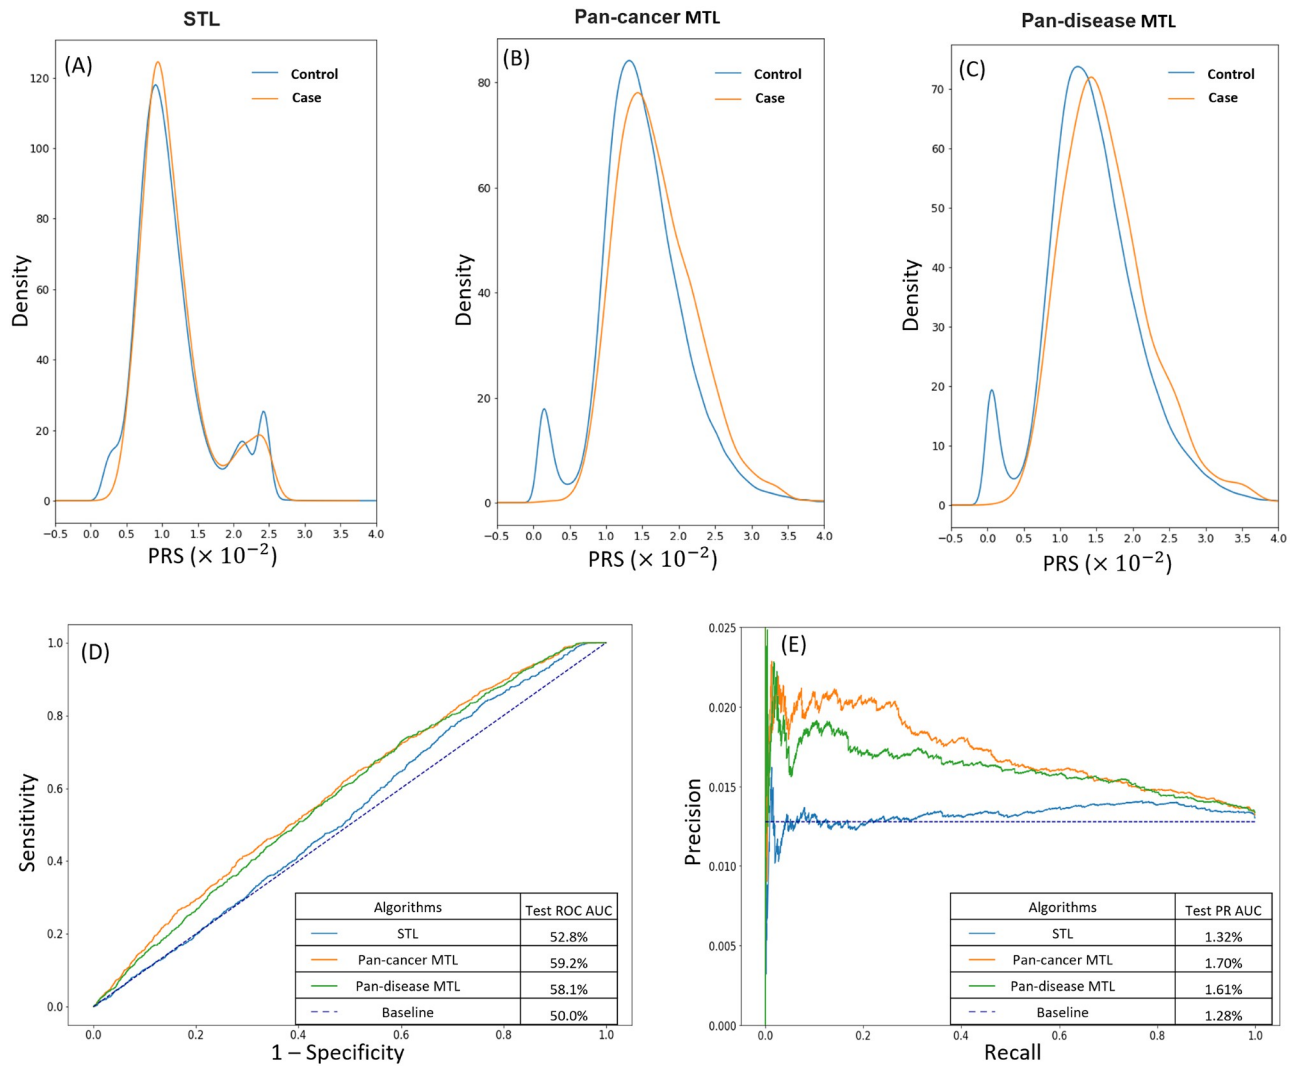 STL
Pan-cancer MTL
Pan-disease MTL
(A)
Control
Case
120
100
80
60
40
20
0
Density
−0.5 0.0 0.5 1.0 1.5 2.0 2.5 3.0 3.5 4.0
PRS (× 10⁻²)
(B)
Control
Case
80
60
40
20
0
Density
−0.5 0.0 0.5 1.0 1.5 2.0 2.5 3.0 3.5 4.0
PRS (× 10⁻²)
(C)
Control
Case
70
60
50
40
30
20
10
0
Density
−0.5 0.0 0.5 1.0 1.5 2.0 2.5 3.0 3.5 4.0
PRS (× 10⁻²)
(D)
1.0
0.8
0.6
0.4
0.2
0.0
Sensitivity
Algorithms Test ROC AUC
STL 52.8%
Pan-cancer MTL 59.2%
Pan-disease MTL 58.1%
Baseline 50.0%
0.0 0.2 0.4 0.6 0.8 1.0
1 – Specificity
(E)
0.025
0.020
0.015
0.010
0.005
0.000
Precision
Algorithms Test PR AUC
STL 1.32%
Pan-cancer MTL 1.70%
Pan-disease MTL 1.61%
Baseline 1.28%
0.0 0.2 0.4 0.6 0.8 1.0
Recall